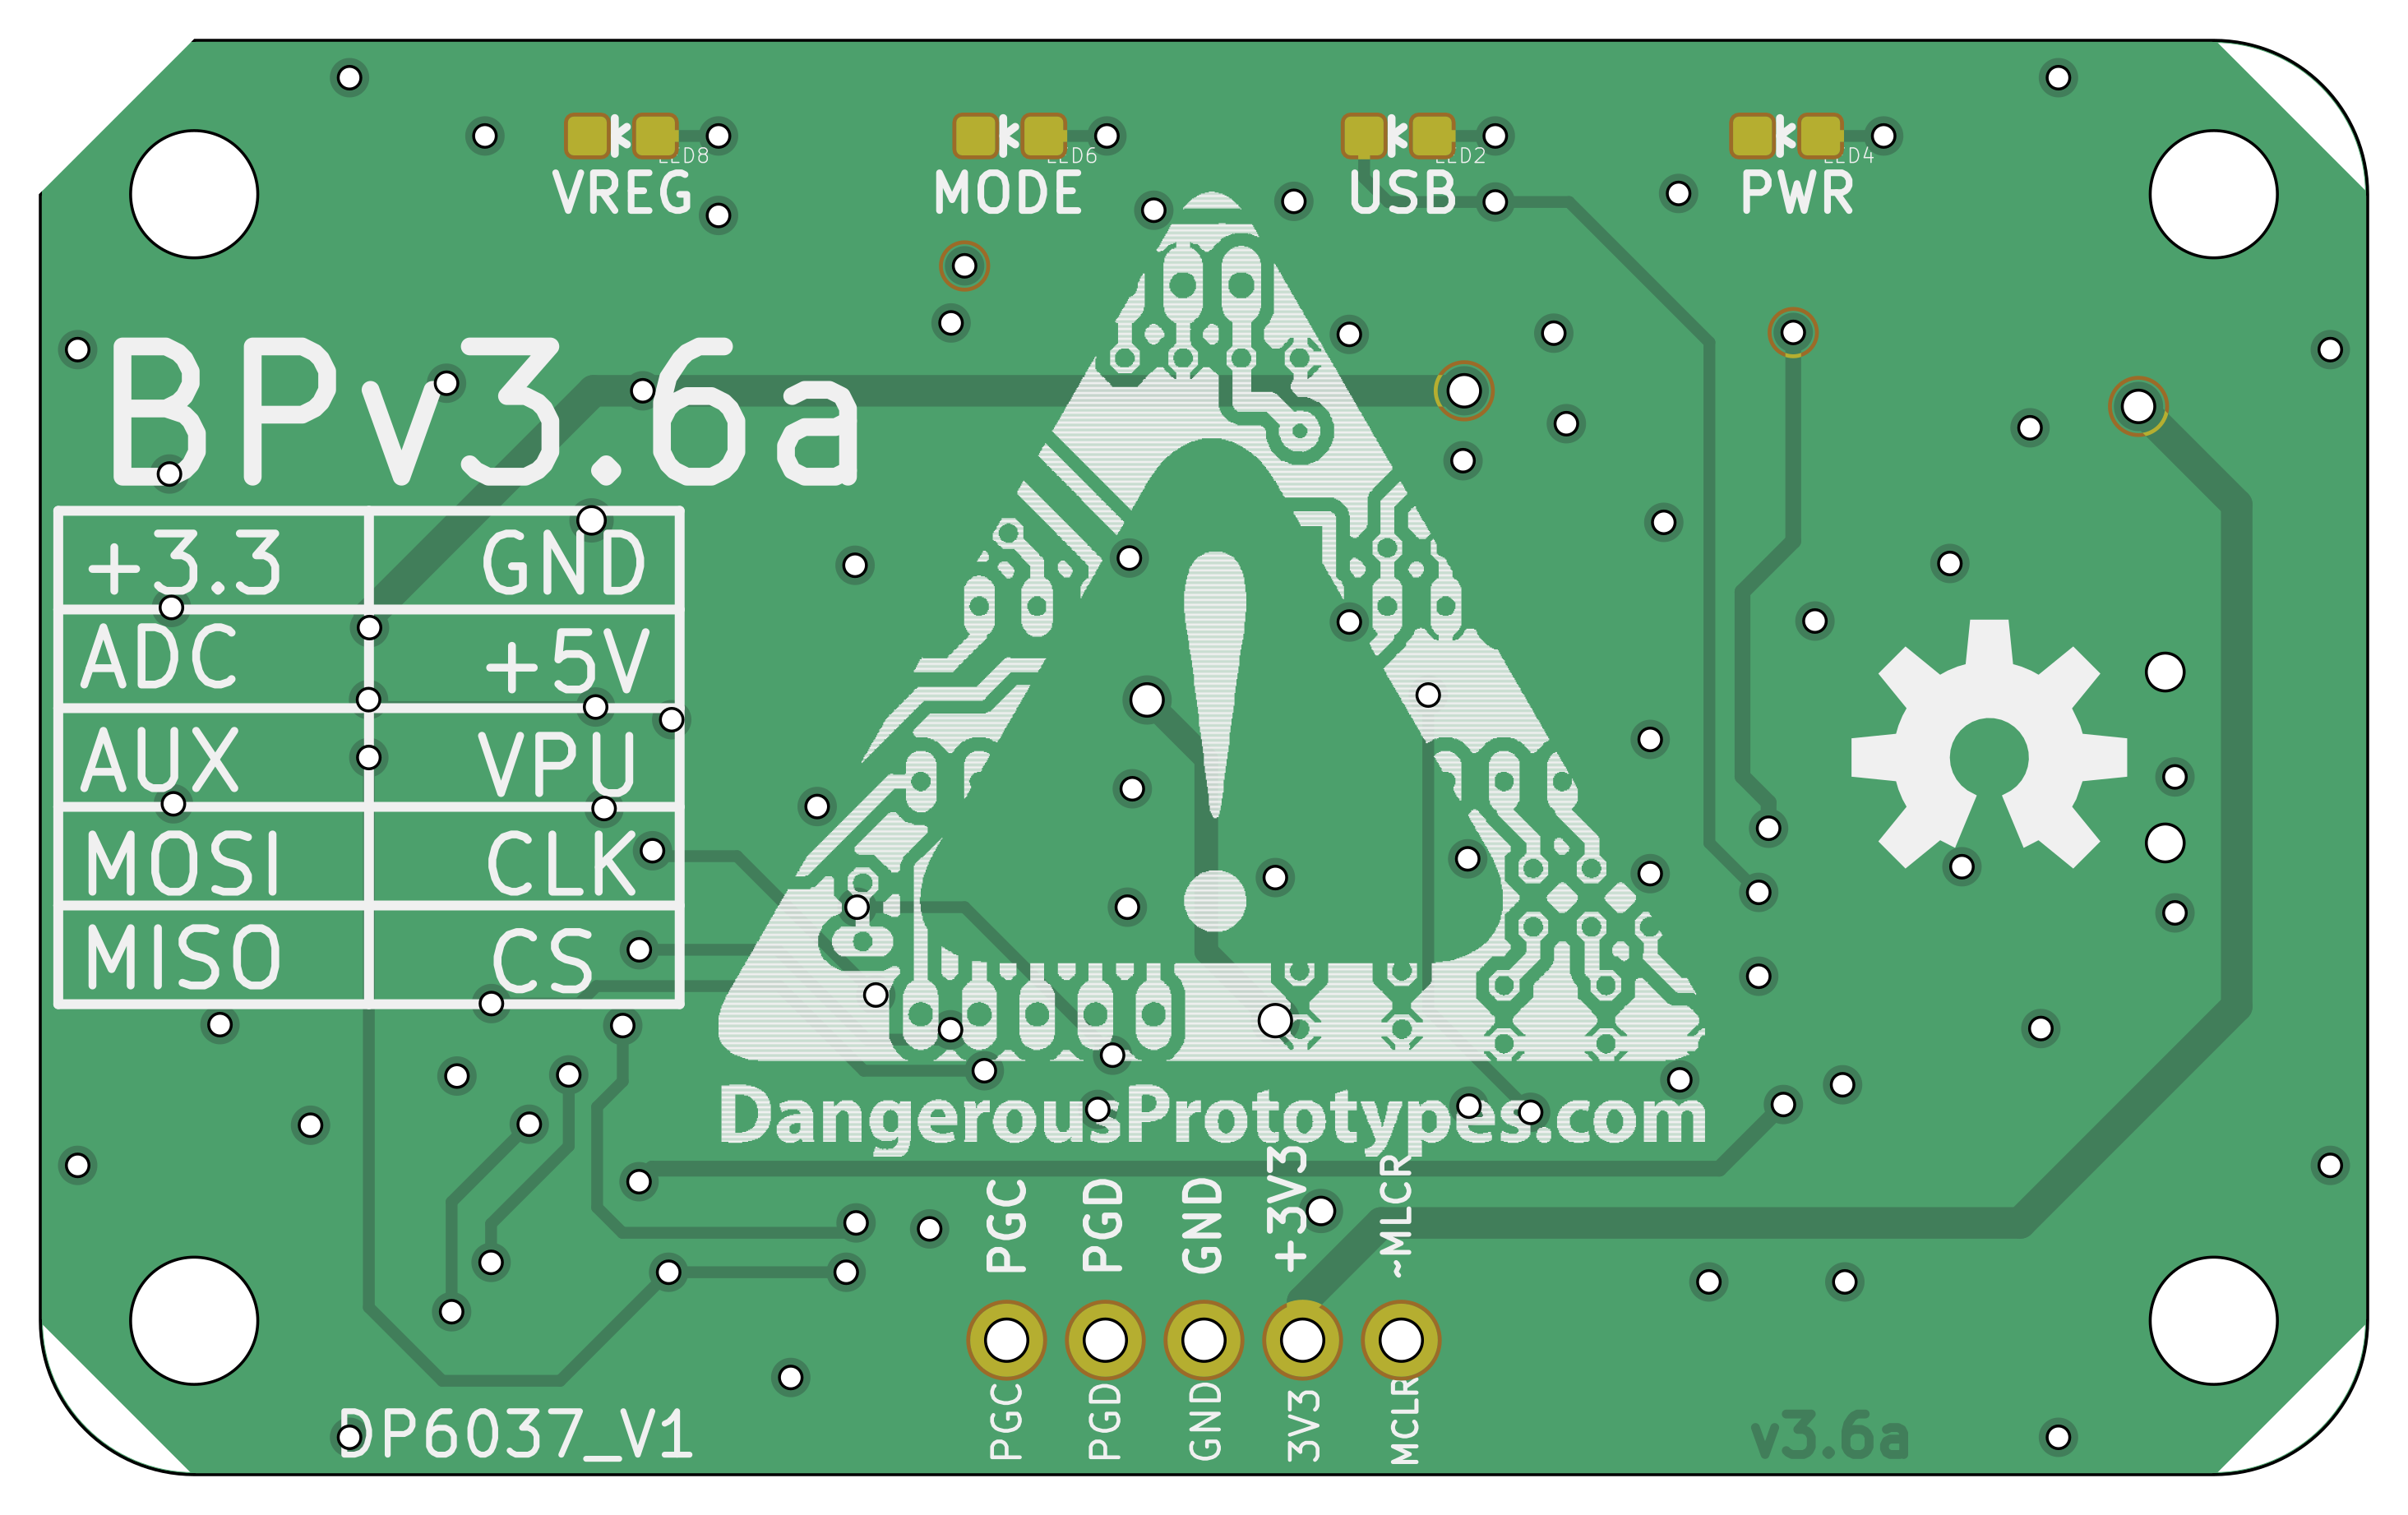 LED8 LED6 LED2 LED4
VREG MODE USB PWR
BPv3.6a
+3.3 GND
ADC +5V
AUX VPU
MOSI CLK
MISO CS
DangerousPrototypes.com
PGC PGD GND +3V3 ~MLCR
PGC PGD GND 3V3 MCLR
DP6037_V1
v3.6a